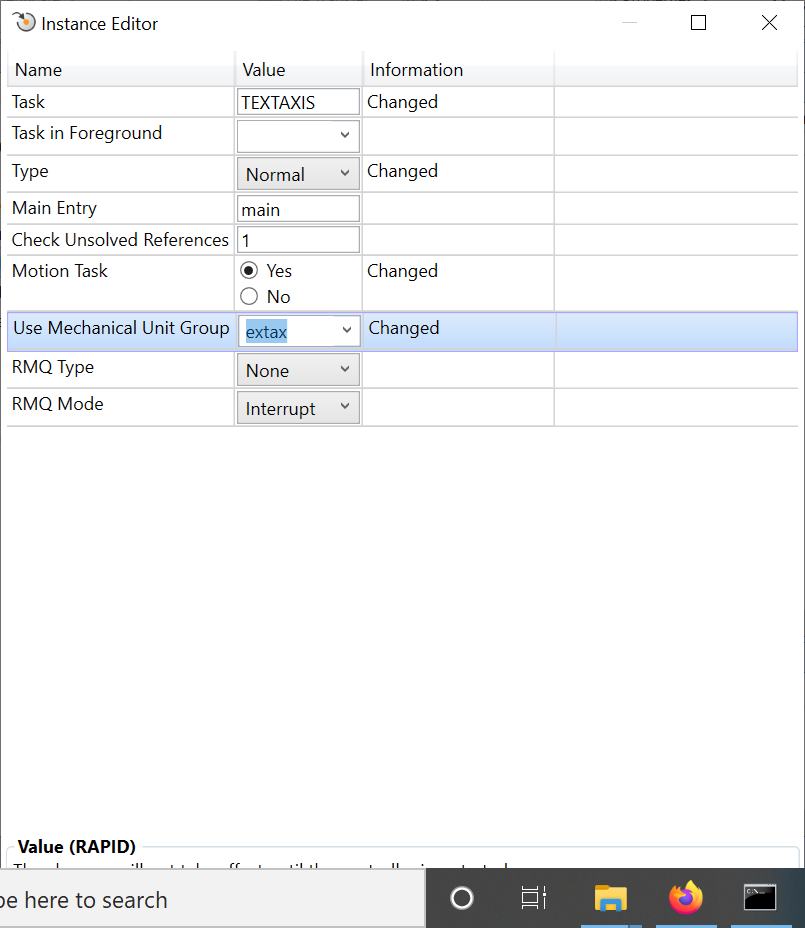 Instance Editor
Name Value Information
Task TEXTAXIS Changed
Task in Foreground
Type Normal Changed
Main Entry main
Check Unsolved References 1
Motion Task Yes Changed
No
Use Mechanical Unit Group extax Changed
RMQ Type None
RMQ Mode Interrupt
Value (RAPID)
here to search